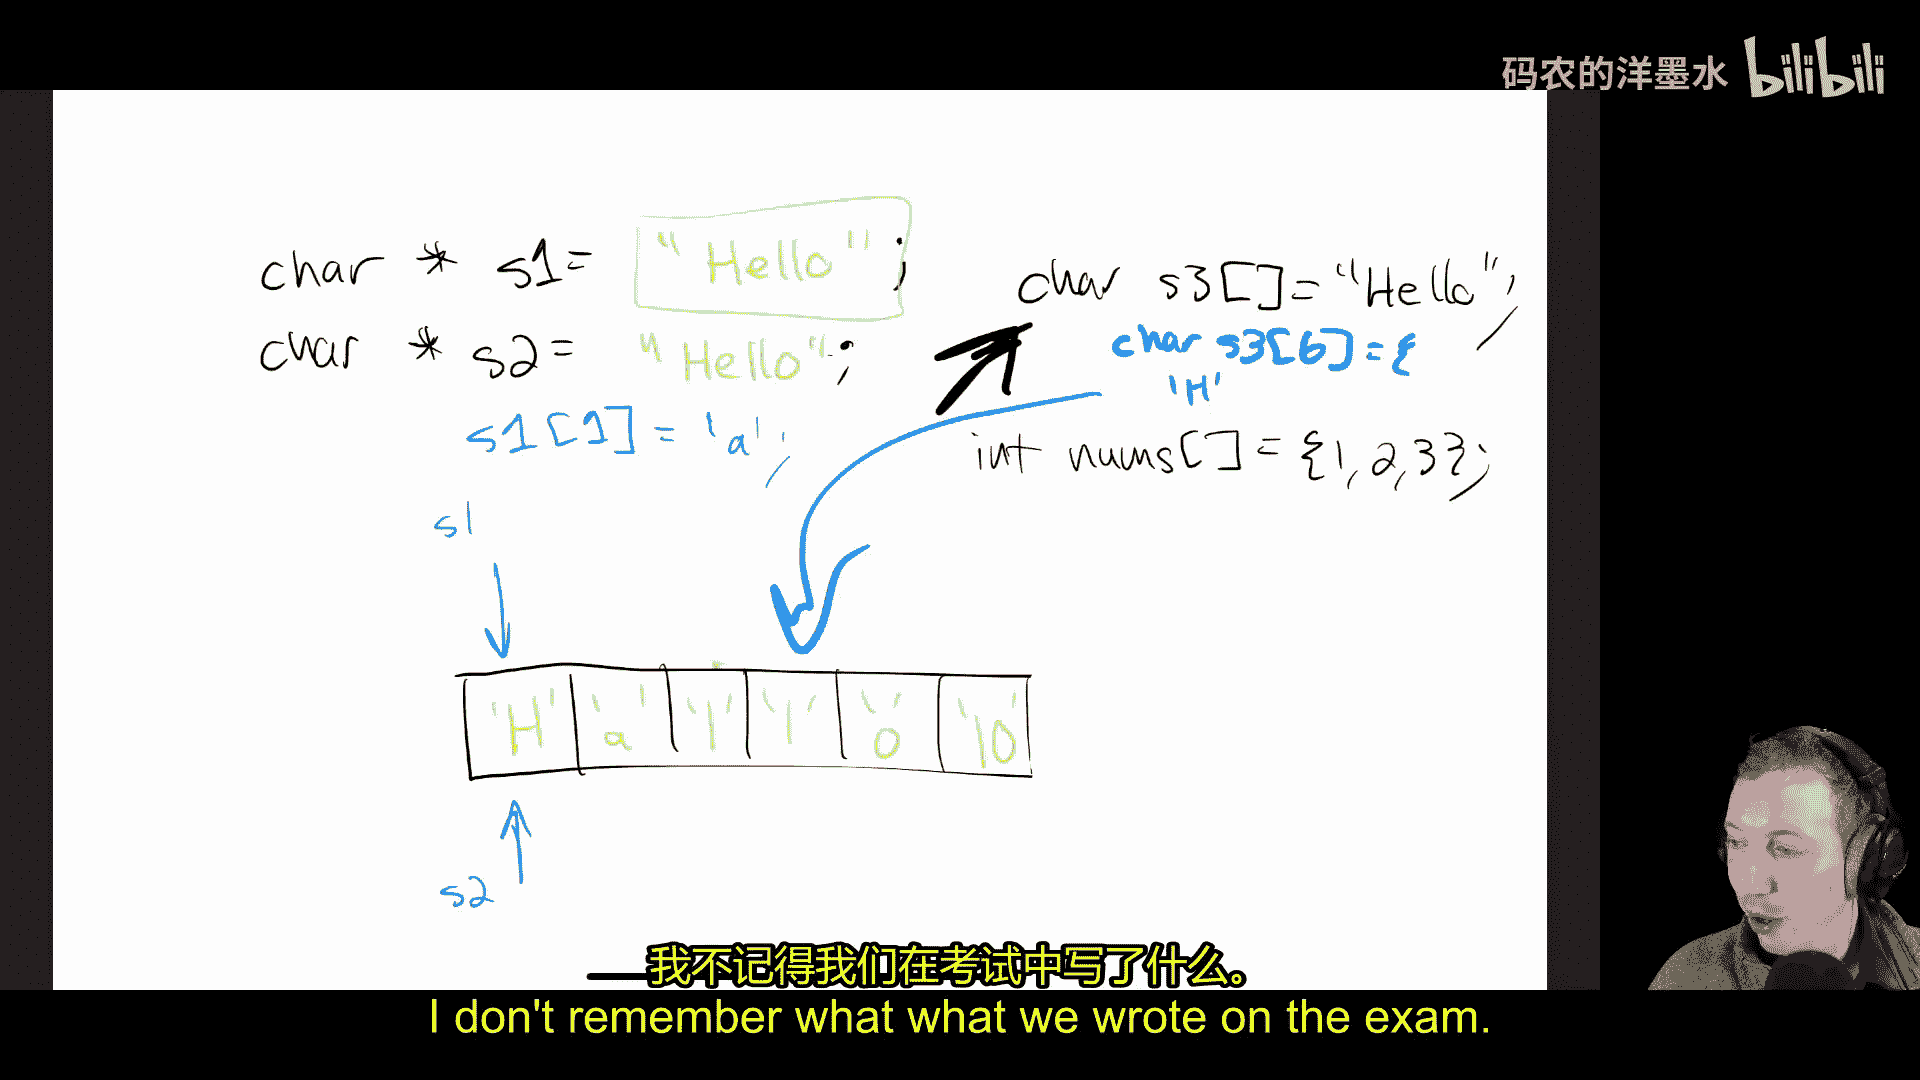 码农的洋墨水 bilibili
char * s1= "Hello";
char * s2= "Hello";
s1[1] = 'a';
char s3[]="Hello";
char s3[6]={
'H'
int nums[]={1,2,3};
s1
'H' 'a' 'l' 'l' 'o' '\0'
s2
我不记得我们在考试中写了什么。
I don't remember what what we wrote on the exam.